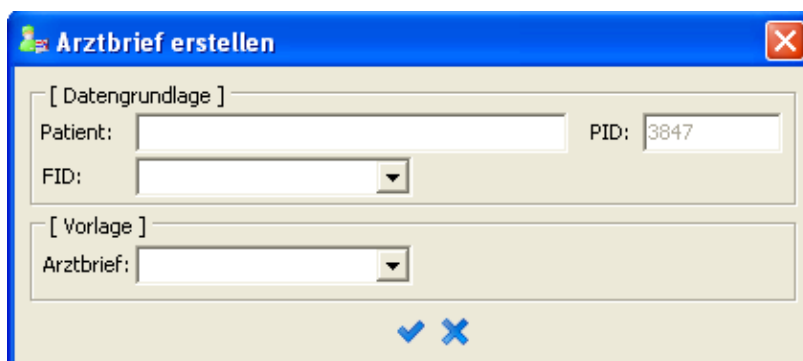 Arztbrief erstellen
[ Datengrundlage ]
Patient: PID: 3847
FID:
[ Vorlage ]
Arztbrief: